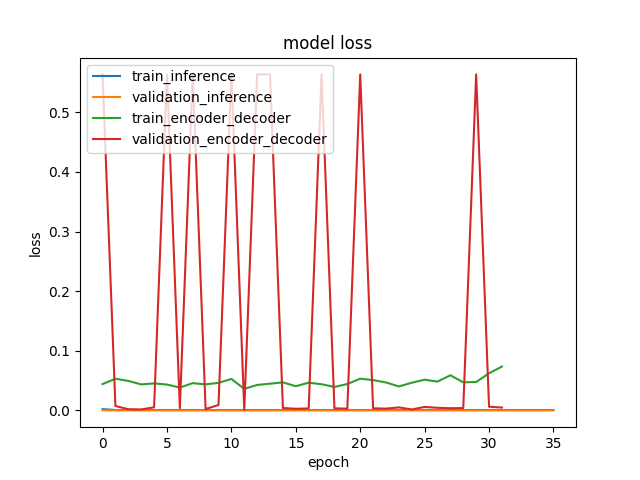 model loss
train_inference
validation_inference
train_encoder_decoder
validation_encoder_decoder
loss
0.5
0.4
0.3
0.2
0.1
0.0
0 5 10 15 20 25 30 35
epoch